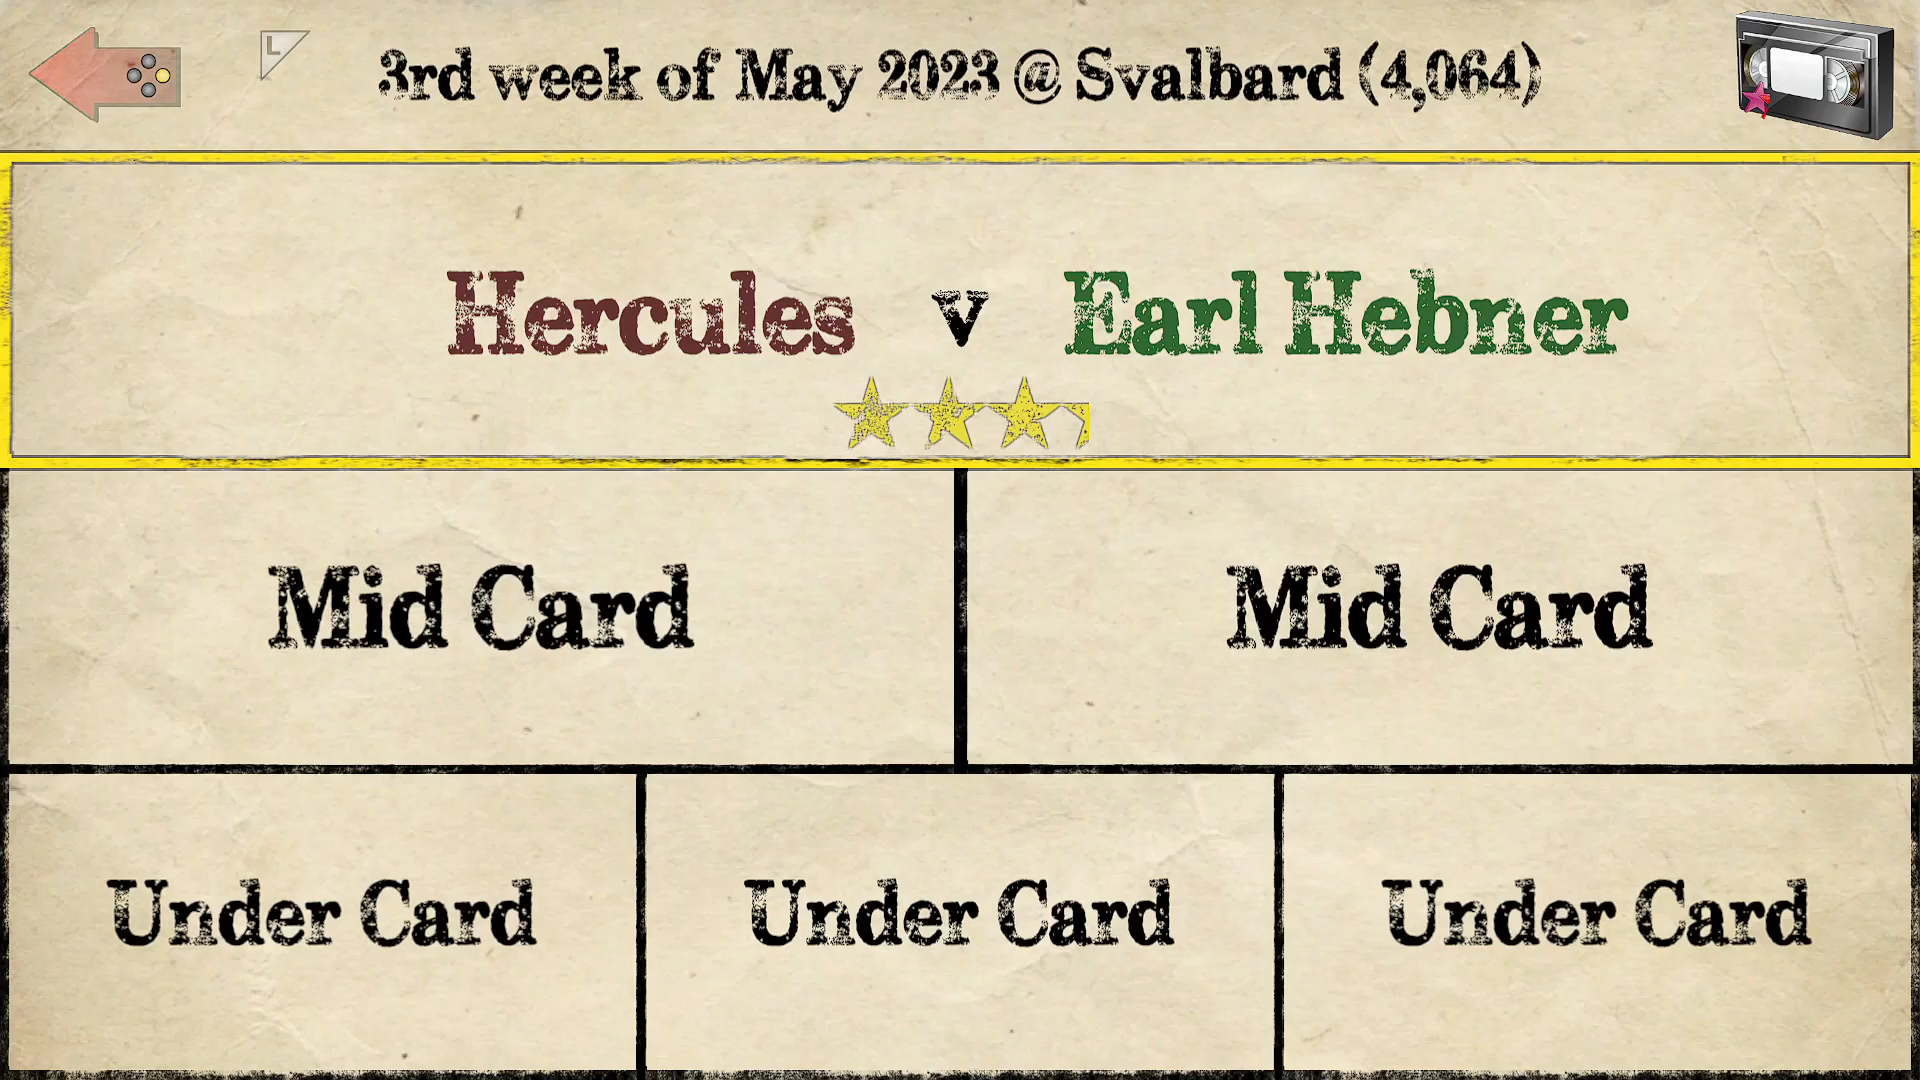 L
3rd week of May 2023 @ Svalbard (4,064)
Hercules v Earl Hebner
Mid Card
Mid Card
Under Card
Under Card
Under Card